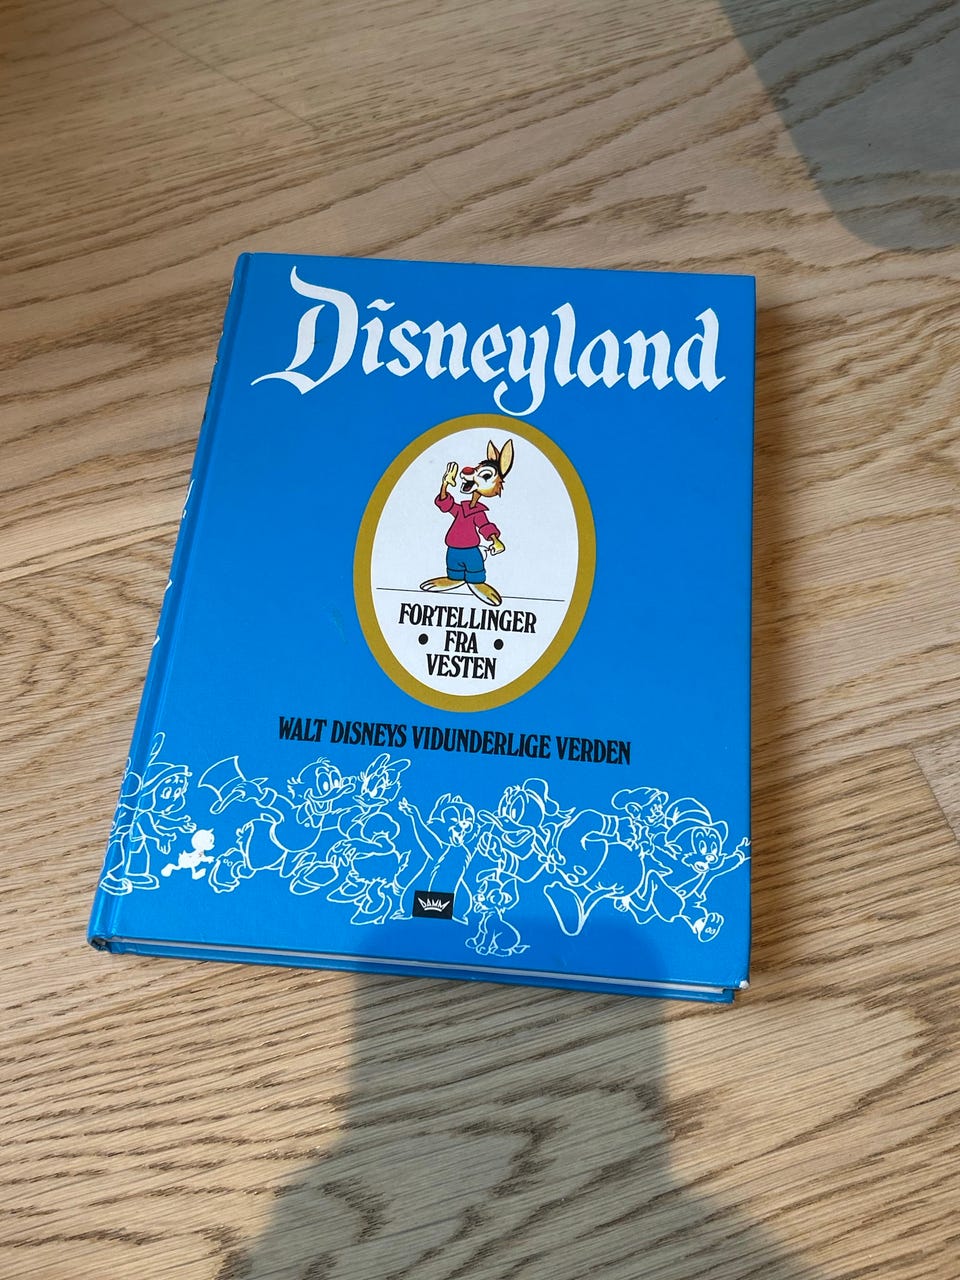 Disneyland
FORTELLINGER
• FRA •
VESTEN
WALT DISNEYS VIDUNDERLIGE VERDEN
DAMM